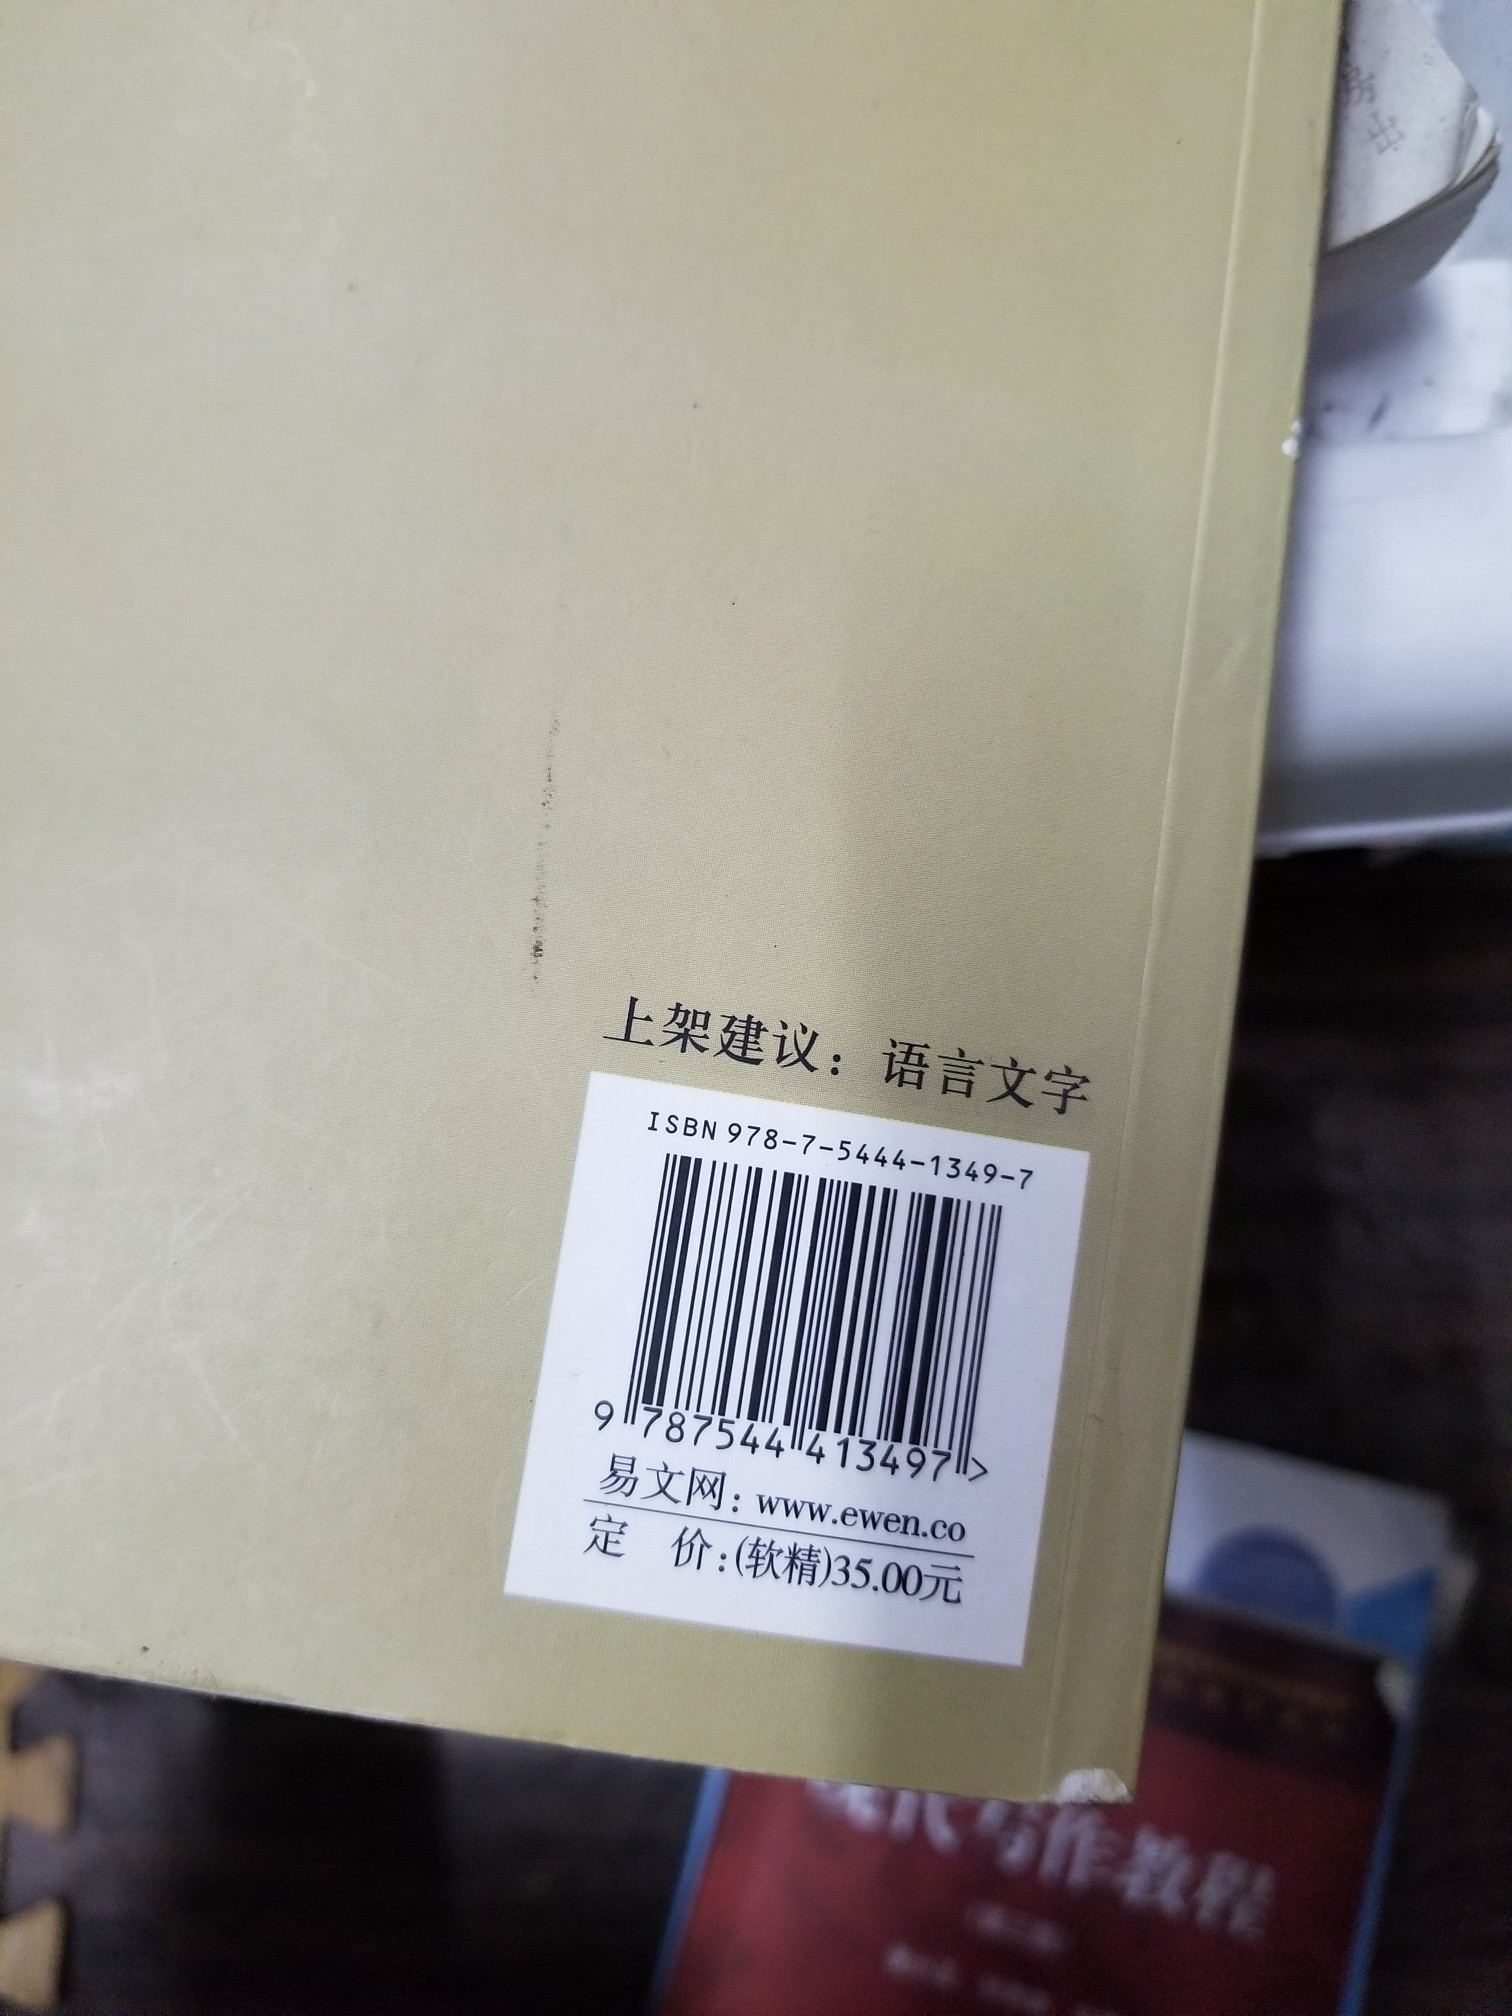 上架建议：语言文字
ISBN 978-7-5444-1349-7
9 787544 413497 >
易文网：www.ewen.co
定 价：(软精)35.00元
现代写作教程